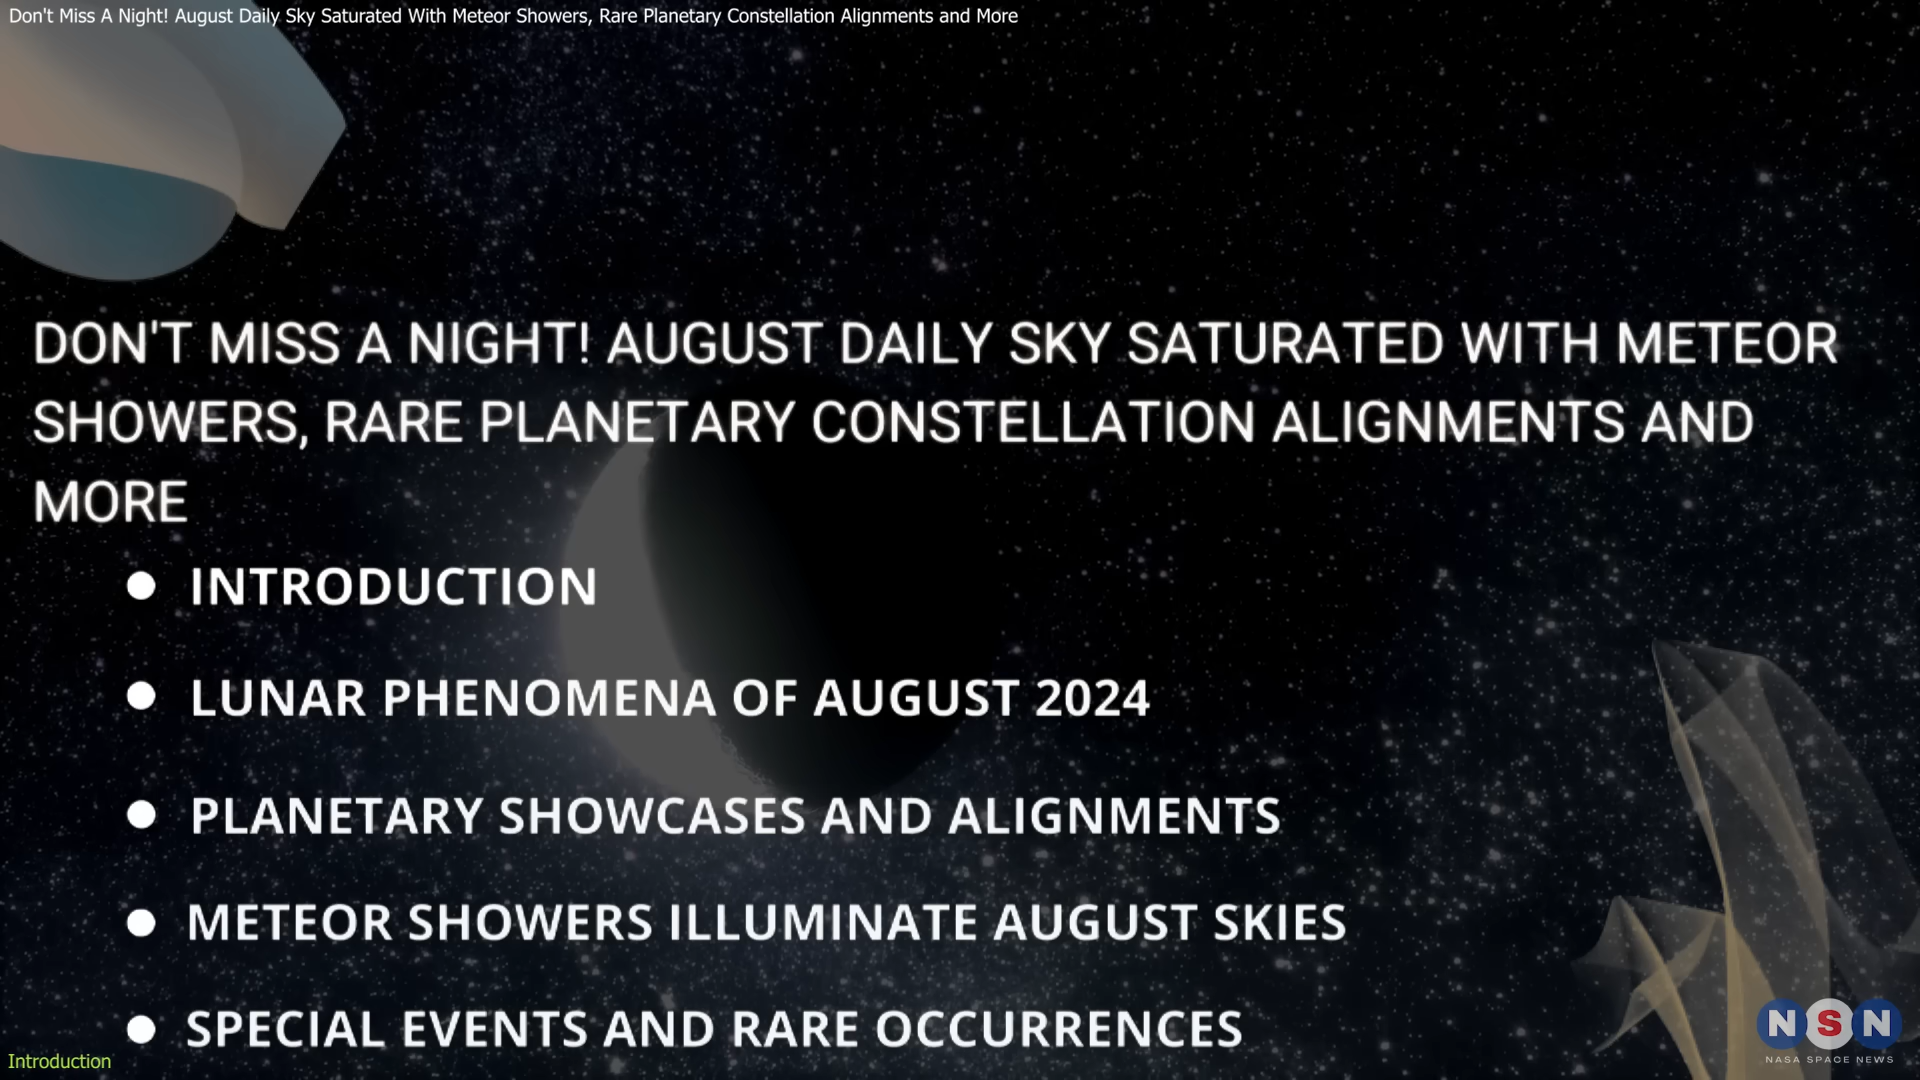 Don't Miss A Night! August Daily Sky Saturated With Meteor Showers, Rare Planetary Constellation Alignments and More
DON'T MISS A NIGHT! AUGUST DAILY SKY SATURATED WITH METEOR
SHOWERS, RARE PLANETARY CONSTELLATION ALIGNMENTS AND
MORE
● INTRODUCTION
● LUNAR PHENOMENA OF AUGUST 2024
● PLANETARY SHOWCASES AND ALIGNMENTS
● METEOR SHOWERS ILLUMINATE AUGUST SKIES
● SPECIAL EVENTS AND RARE OCCURRENCES
NSN
NASA SPACE NEWS
Introduction